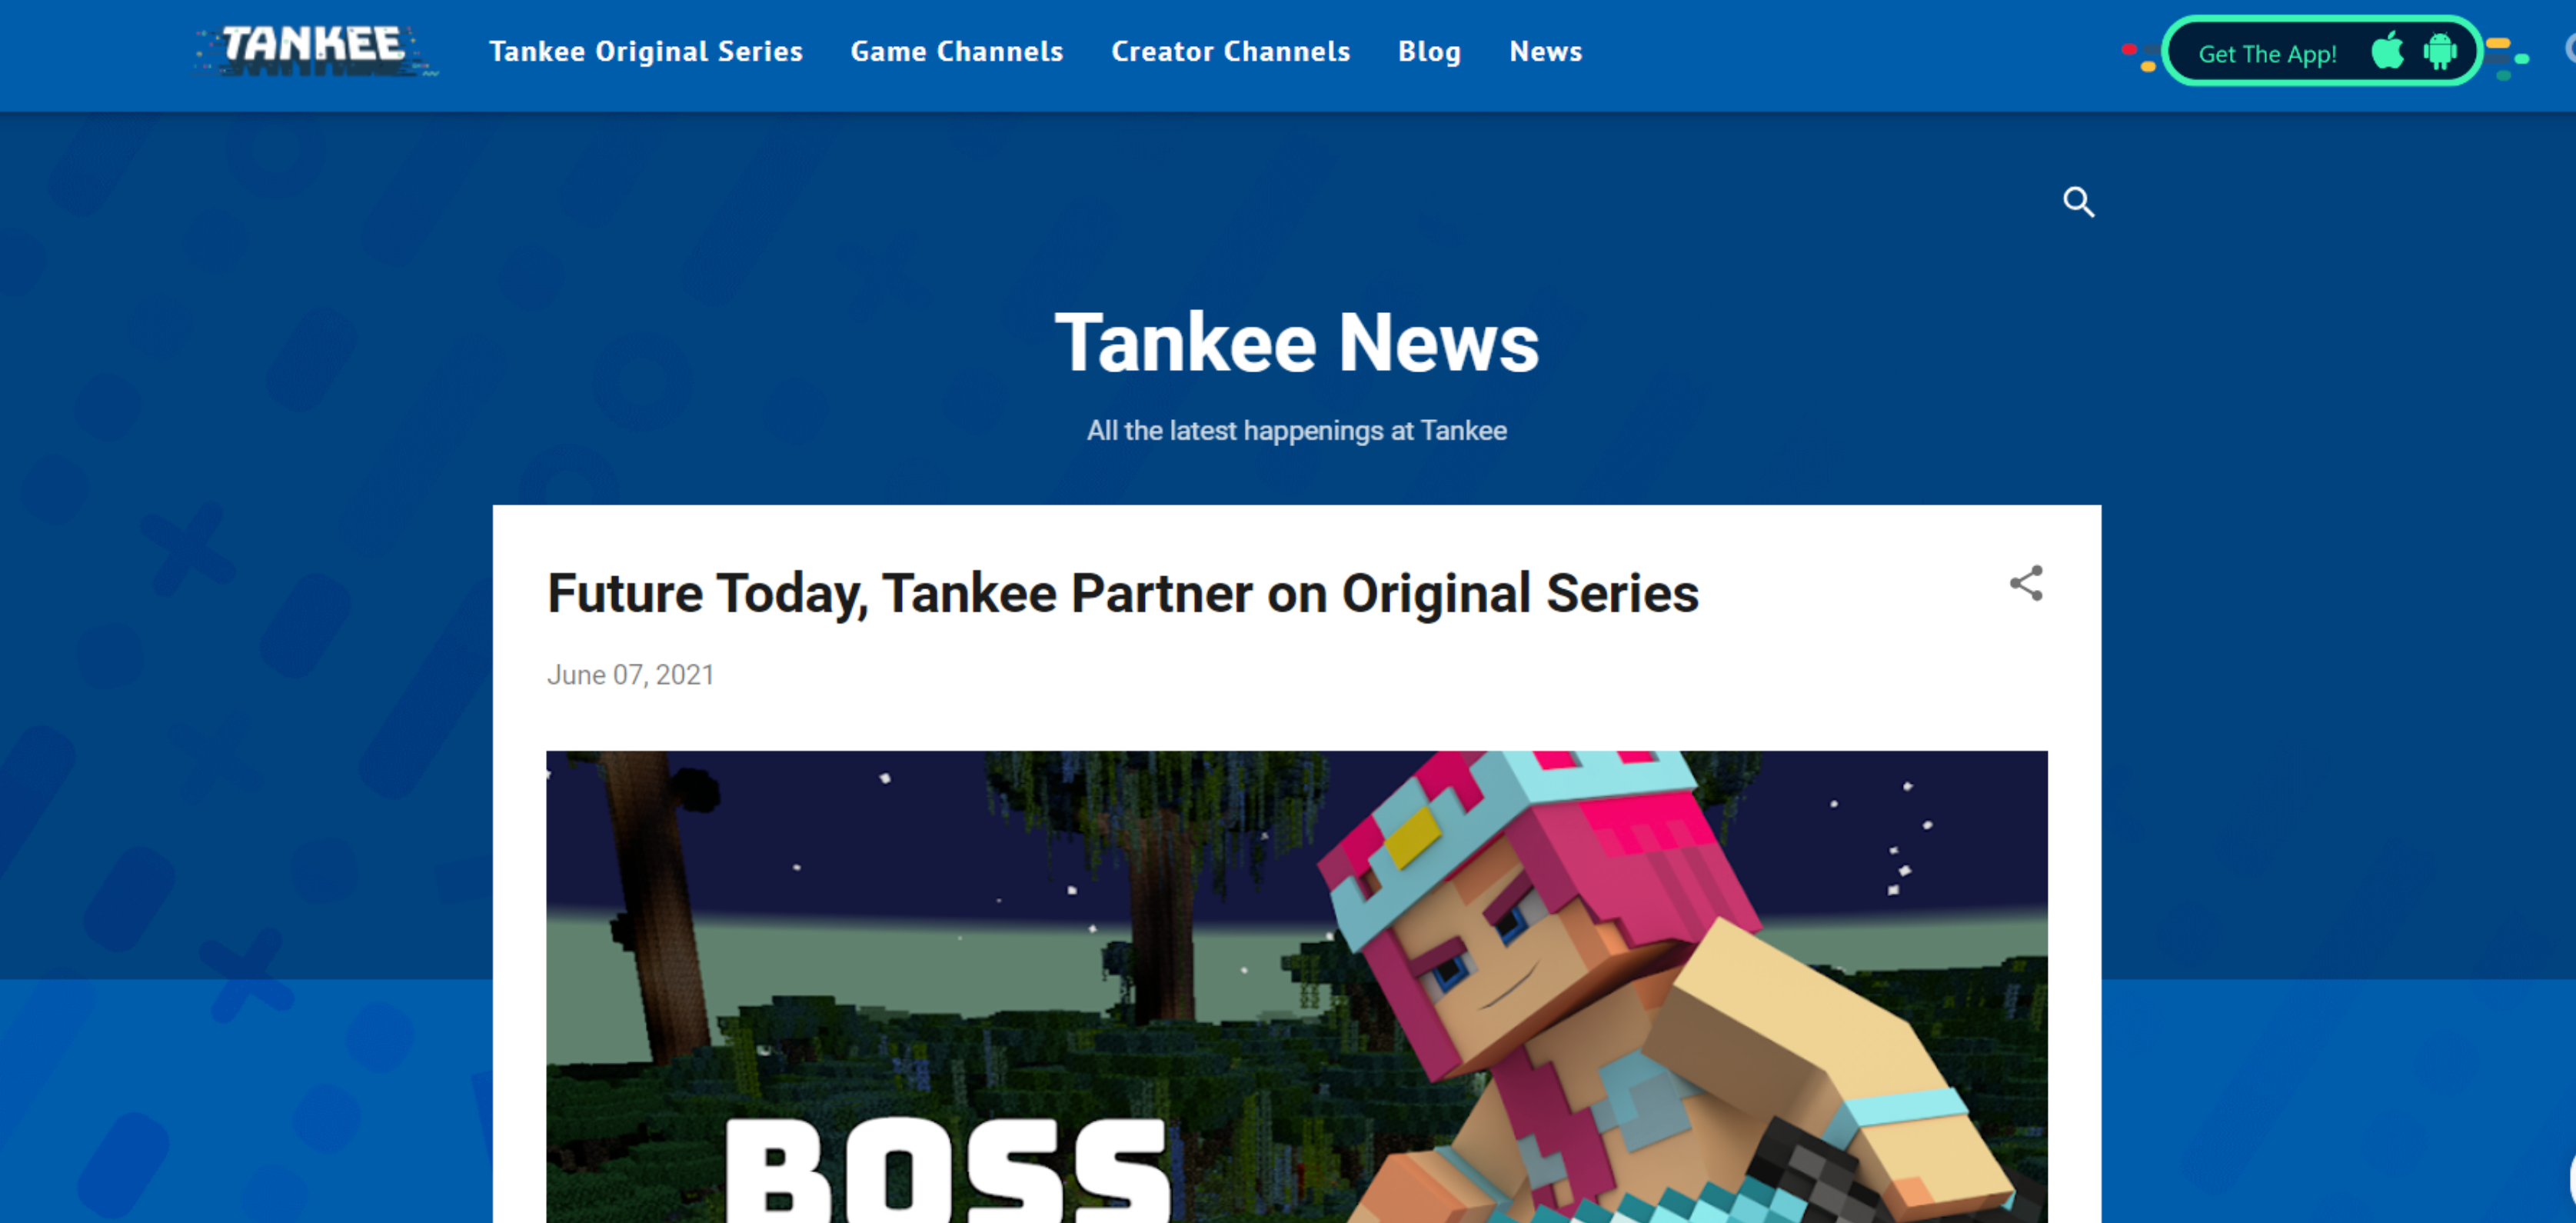 TANKEE
Tankee Original Series Game Channels Creator Channels Blog News
Get The App!
Tankee News
All the latest happenings at Tankee
Future Today, Tankee Partner on Original Series
June 07, 2021
BOSS